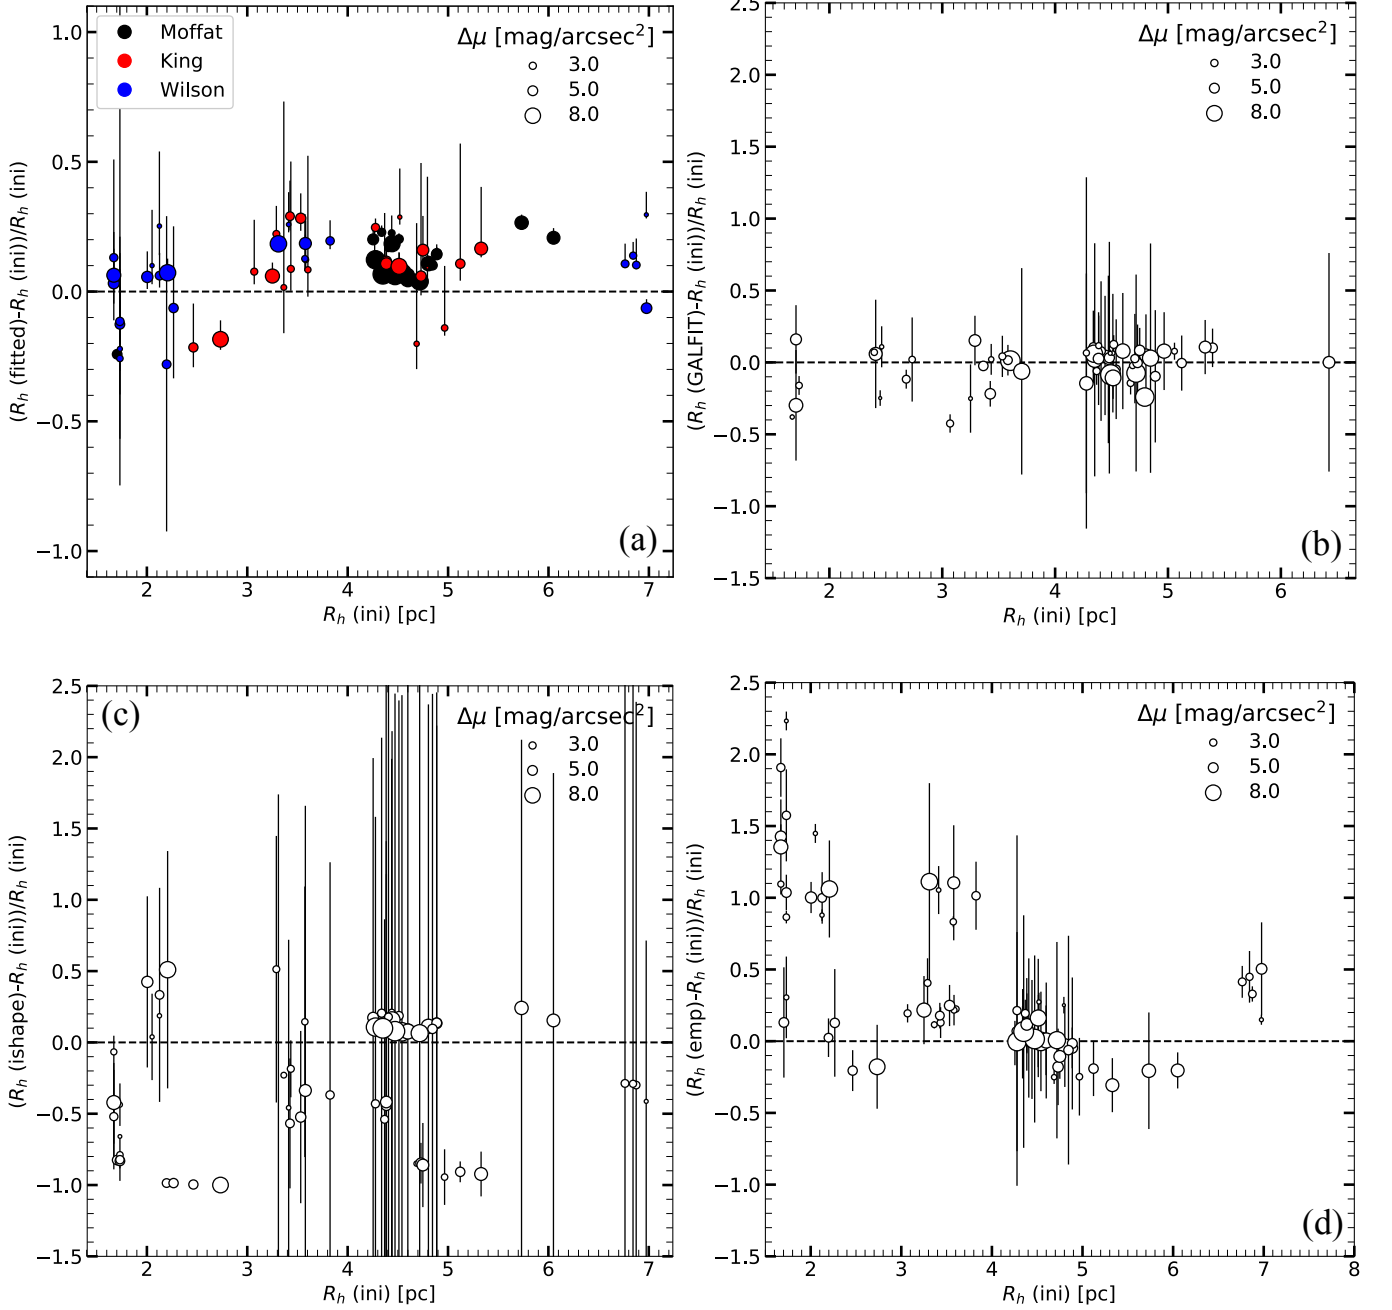 Moffat
King
Wilson
Δμ [mag/arcsec²]
3.0
5.0
8.0
1.0
0.5
0.0
−0.5
−1.0
(R_h (fitted)-R_h (ini))/R_h (ini)
(a)
2 3 4 5 6 7
R_h (ini) [pc]
Δμ [mag/arcsec²]
3.0
5.0
8.0
2.5
2.0
1.5
1.0
0.5
0.0
−0.5
−1.0
−1.5
(R_h (GALFIT)-R_h (ini))/R_h (ini)
(b)
2 3 4 5 6
R_h (ini) [pc]
(c)
Δμ [mag/arcsec²]
3.0
5.0
8.0
2.5
2.0
1.5
1.0
0.5
0.0
−0.5
−1.0
−1.5
(R_h (ishape)-R_h (ini))/R_h (ini)
2 3 4 5 6 7
R_h (ini) [pc]
Δμ [mag/arcsec²]
3.0
5.0
8.0
2.5
2.0
1.5
1.0
0.5
0.0
−0.5
−1.0
−1.5
(R_h (emp)-R_h (ini))/R_h (ini)
(d)
2 3 4 5 6 7 8
R_h (ini) [pc]